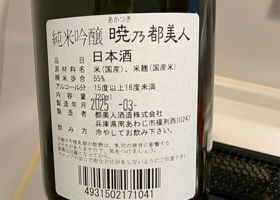 あかつき
純米吟醸 暁乃都美人
品目 日本酒
原材料名 米(国産)、米麹(国産米)
精米歩合 55%
アルコール分 15度以上16度未満
内容量 720ml
製造年月 2025 -03-
製造者 都美人酒造株式会社
兵庫県南あわじ市榎列西川247
飲み方 冷やしてお飲み下さい。
4931502171041